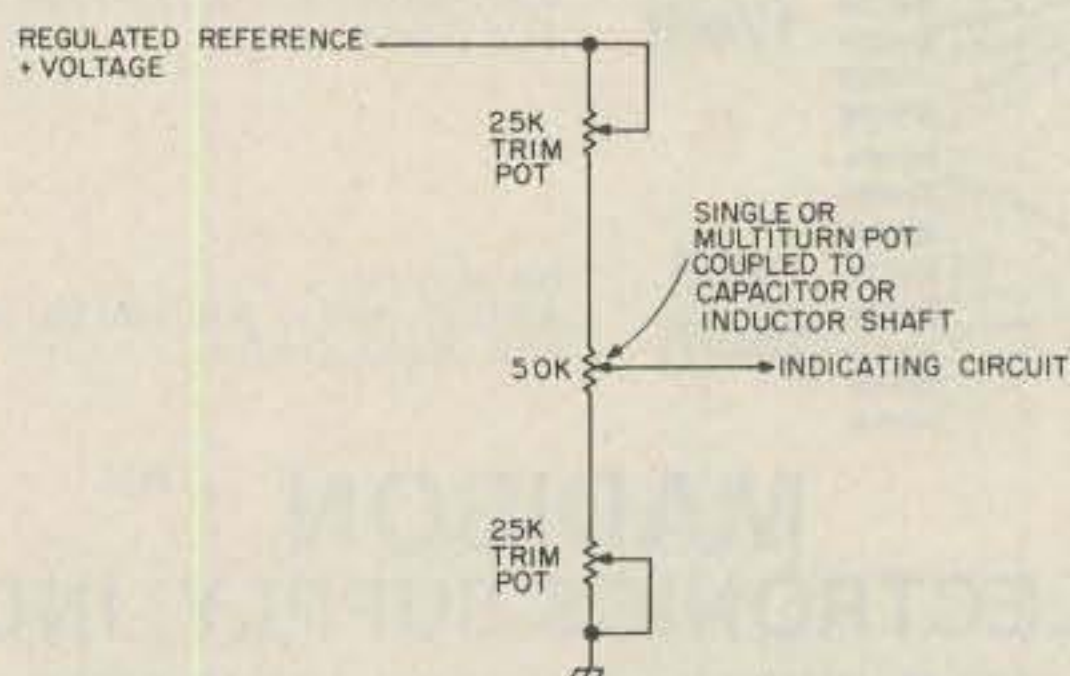 REGULATED REFERENCE
+ VOLTAGE
25K
TRIM
POT
SINGLE OR
MULTITURN POT
COUPLED TO
CAPACITOR OR
INDUCTOR SHAFT
50K
INDICATING CIRCUIT
25K
TRIM
POT